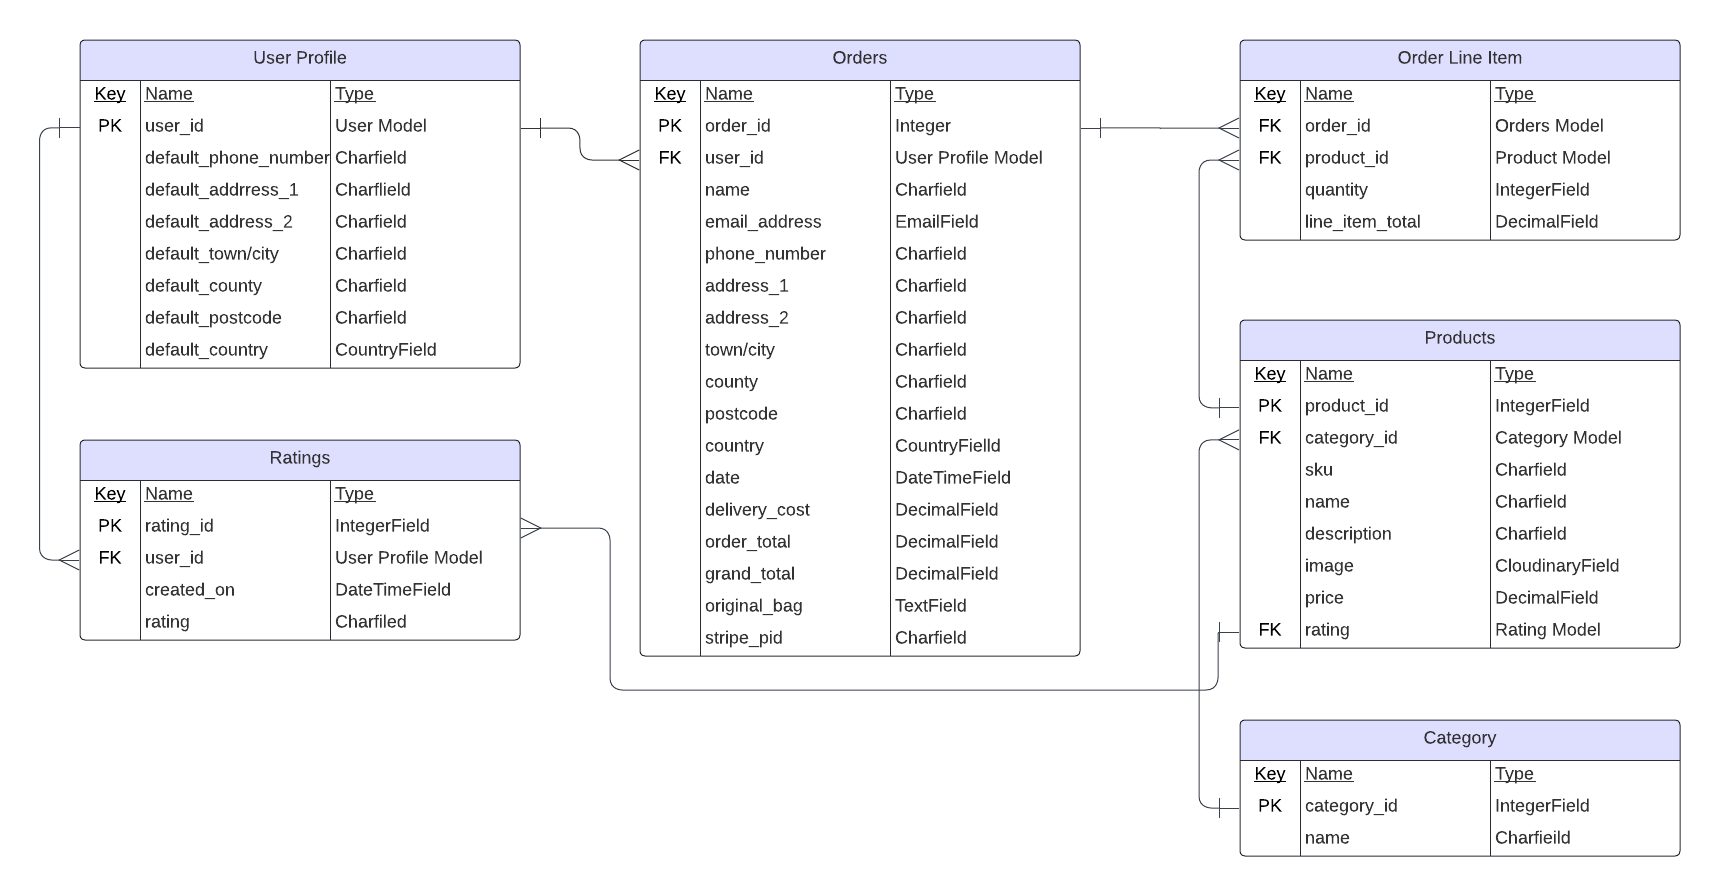 User Profile
Key Name Type
PK user_id User Model
default_phone_number Charfield
default_addrress_1 Charflield
default_address_2 Charfield
default_town/city Charfield
default_county Charfield
default_postcode Charfield
default_country CountryField
Ratings
Key Name Type
PK rating_id IntegerField
FK user_id User Profile Model
created_on DateTimeField
rating Charfiled
Orders
Key Name Type
PK order_id Integer
FK user_id User Profile Model
name Charfield
email_address EmailField
phone_number Charfield
address_1 Charfield
address_2 Charfield
town/city Charfield
county Charfield
postcode Charfield
country CountryFielld
date DateTimeField
delivery_cost DecimalField
order_total DecimalField
grand_total DecimalField
original_bag TextField
stripe_pid Charfield
Order Line Item
Key Name Type
FK order_id Orders Model
FK product_id Product Model
quantity IntegerField
line_item_total DecimalField
Products
Key Name Type
PK product_id IntegerField
FK category_id Category Model
sku Charfield
name Charfield
description Charfield
image CloudinaryField
price DecimalField
FK rating Rating Model
Category
Key Name Type
PK category_id IntegerField
name Charfieild